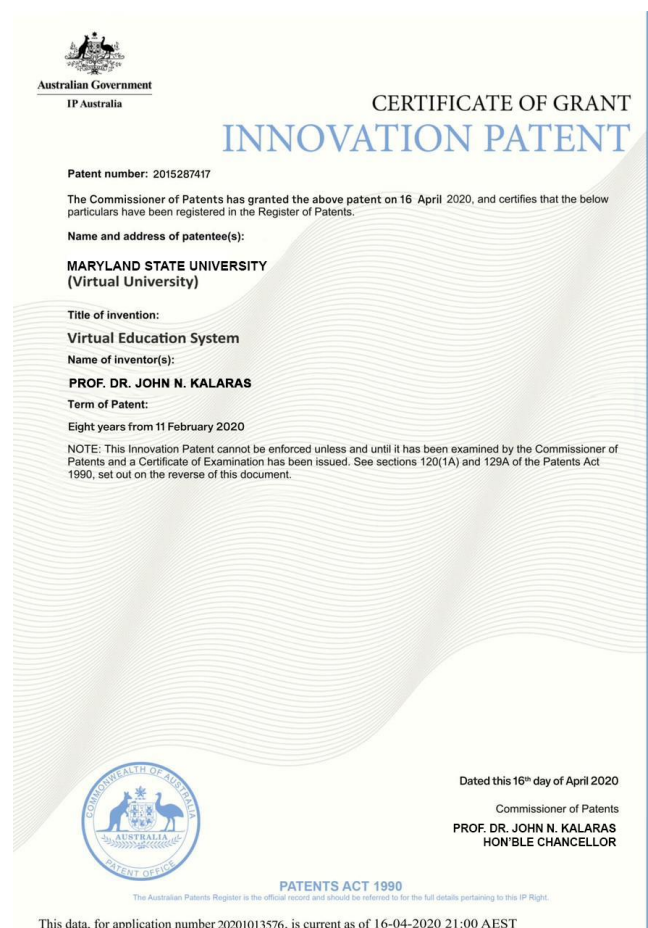 Australian Government
IP Australia
CERTIFICATE OF GRANT
INNOVATION PATENT
Patent number: 2015287417
The Commissioner of Patents has granted the above patent on 16 April 2020, and certifies that the below
particulars have been registered in the Register of Patents.
Name and address of patentee(s):
MARYLAND STATE UNIVERSITY
(Virtual University)
Title of invention:
Virtual Education System
Name of inventor(s):
PROF. DR. JOHN N. KALARAS
Term of Patent:
Eight years from 11 February 2020
NOTE: This Innovation Patent cannot be enforced unless and until it has been examined by the Commissioner of
Patents and a Certificate of Examination has been issued. See sections 120(1A) and 129A of the Patents Act
1990, set out on the reverse of this document.
COMMONWEALTH OF AUSTRALIA
AUSTRALIA
PATENT OFFICE
Dated this 16th day of April 2020
Commissioner of Patents
PROF. DR. JOHN N. KALARAS
HON'BLE CHANCELLOR
PATENTS ACT 1990
The Australian Patents Register is the official record and should be referred to for the full details pertaining to this IP Right.
This data, for application number 20201013576, is current as of 16-04-2020 21:00 AEST